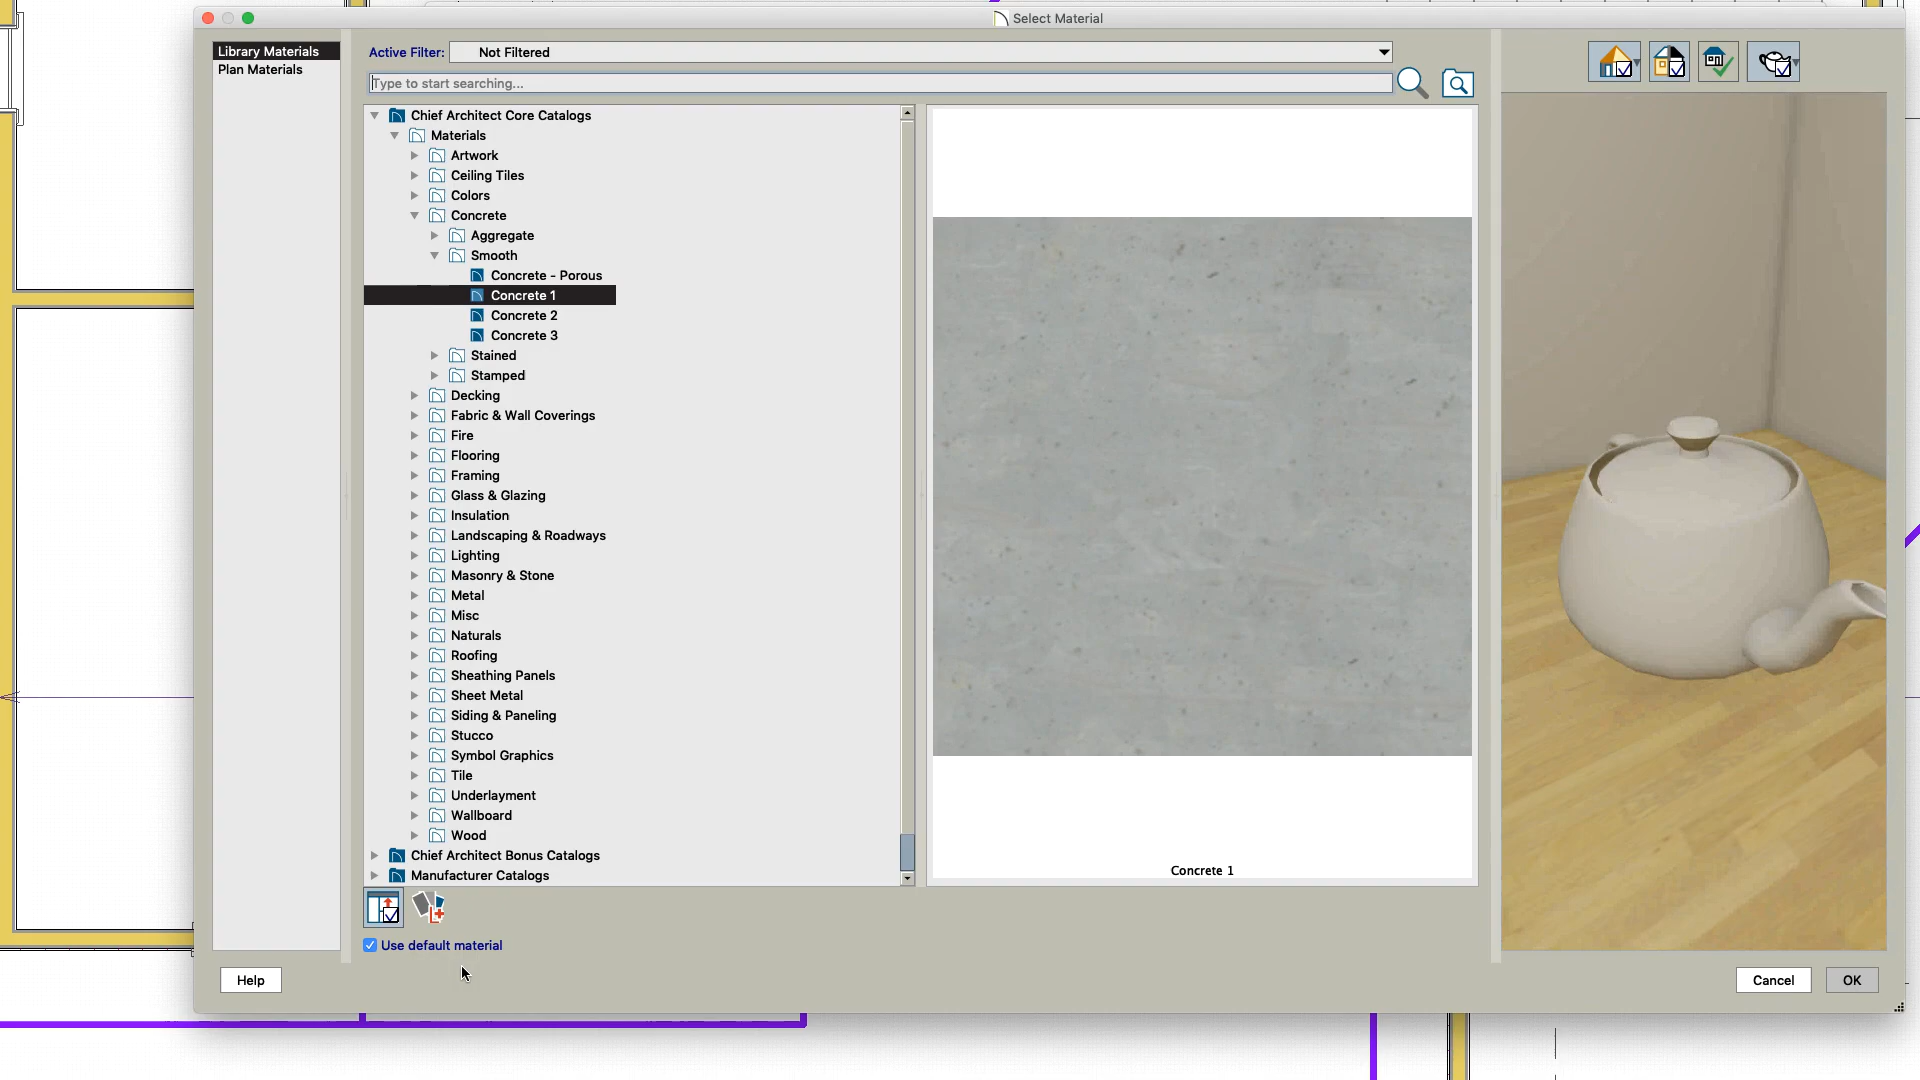 Select Material
Library Materials
Plan Materials
Active Filter:
Not Filtered
Type to start searching...
Chief Architect Core Catalogs
Materials
Artwork
Ceiling Tiles
Colors
Concrete
Aggregate
Smooth
Concrete - Porous
Concrete 1
Concrete 2
Concrete 3
Stained
Stamped
Decking
Fabric & Wall Coverings
Fire
Flooring
Framing
Glass & Glazing
Insulation
Landscaping & Roadways
Lighting
Masonry & Stone
Metal
Misc
Naturals
Roofing
Sheathing Panels
Sheet Metal
Siding & Paneling
Stucco
Symbol Graphics
Tile
Underlayment
Wallboard
Wood
Chief Architect Bonus Catalogs
Manufacturer Catalogs
Concrete 1
Use default material
Help
Cancel
OK